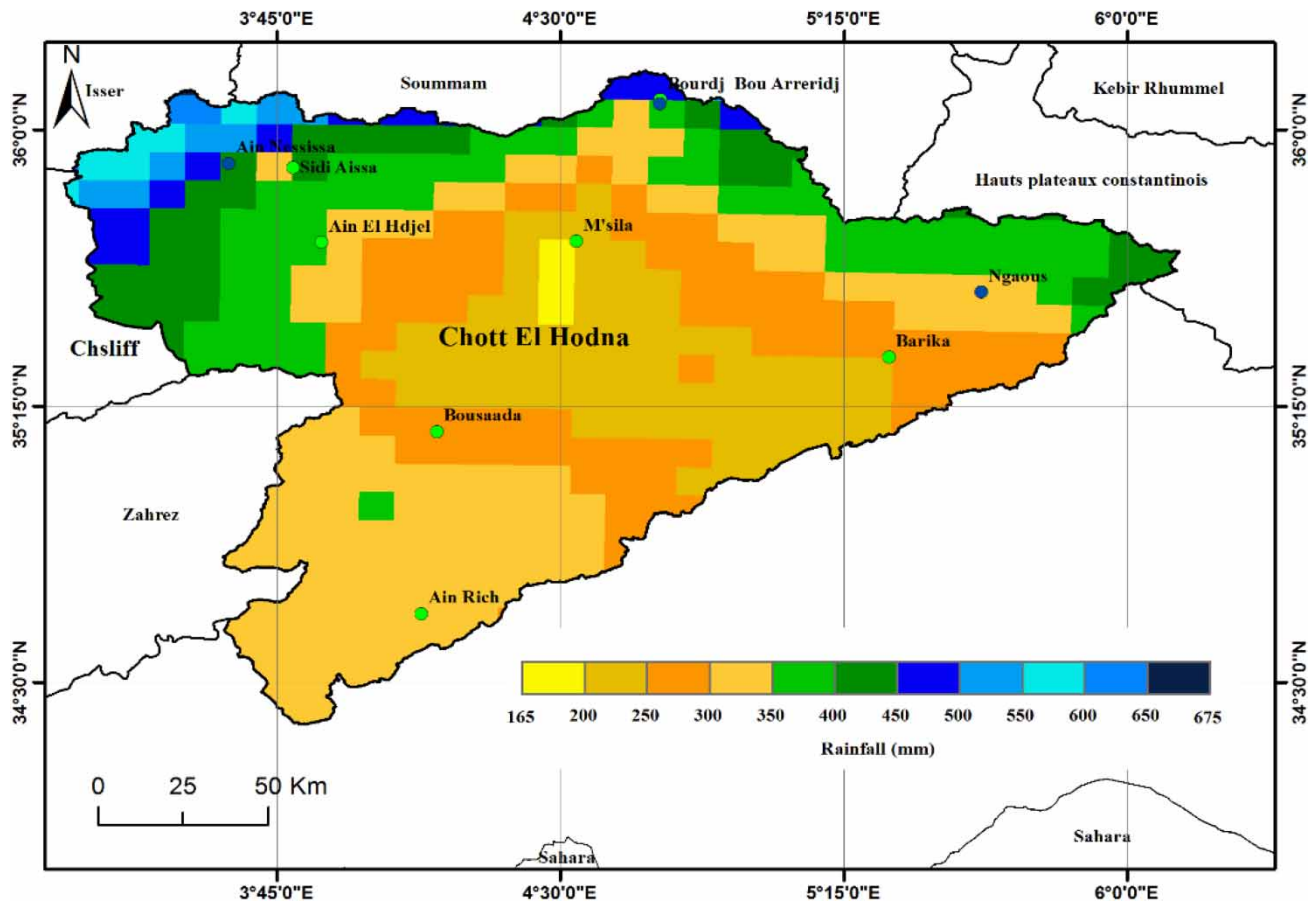 3°45'0"E 4°30'0"E 5°15'0"E 6°0'0"E
N
Isser
Soummam
Bourdj Bou Arreridj
Kebir Rhummel
36°0'0"N
36°0'0"N
Ain Nessissa
Sidi Aissa
Hauts plateaux constantinois
Ain El Hdjel
M'sila
Ngaous
Chott El Hodna
Chsliff
Barika
35°15'0"N
35°15'0"N
Bousaada
Zahrez
Ain Rich
34°30'0"N
34°30'0"N
165 200 250 300 350 400 450 500 550 600 650 675
Rainfall (mm)
0 25 50 Km
Sahara
Sahara
3°45'0"E 4°30'0"E 5°15'0"E 6°0'0"E